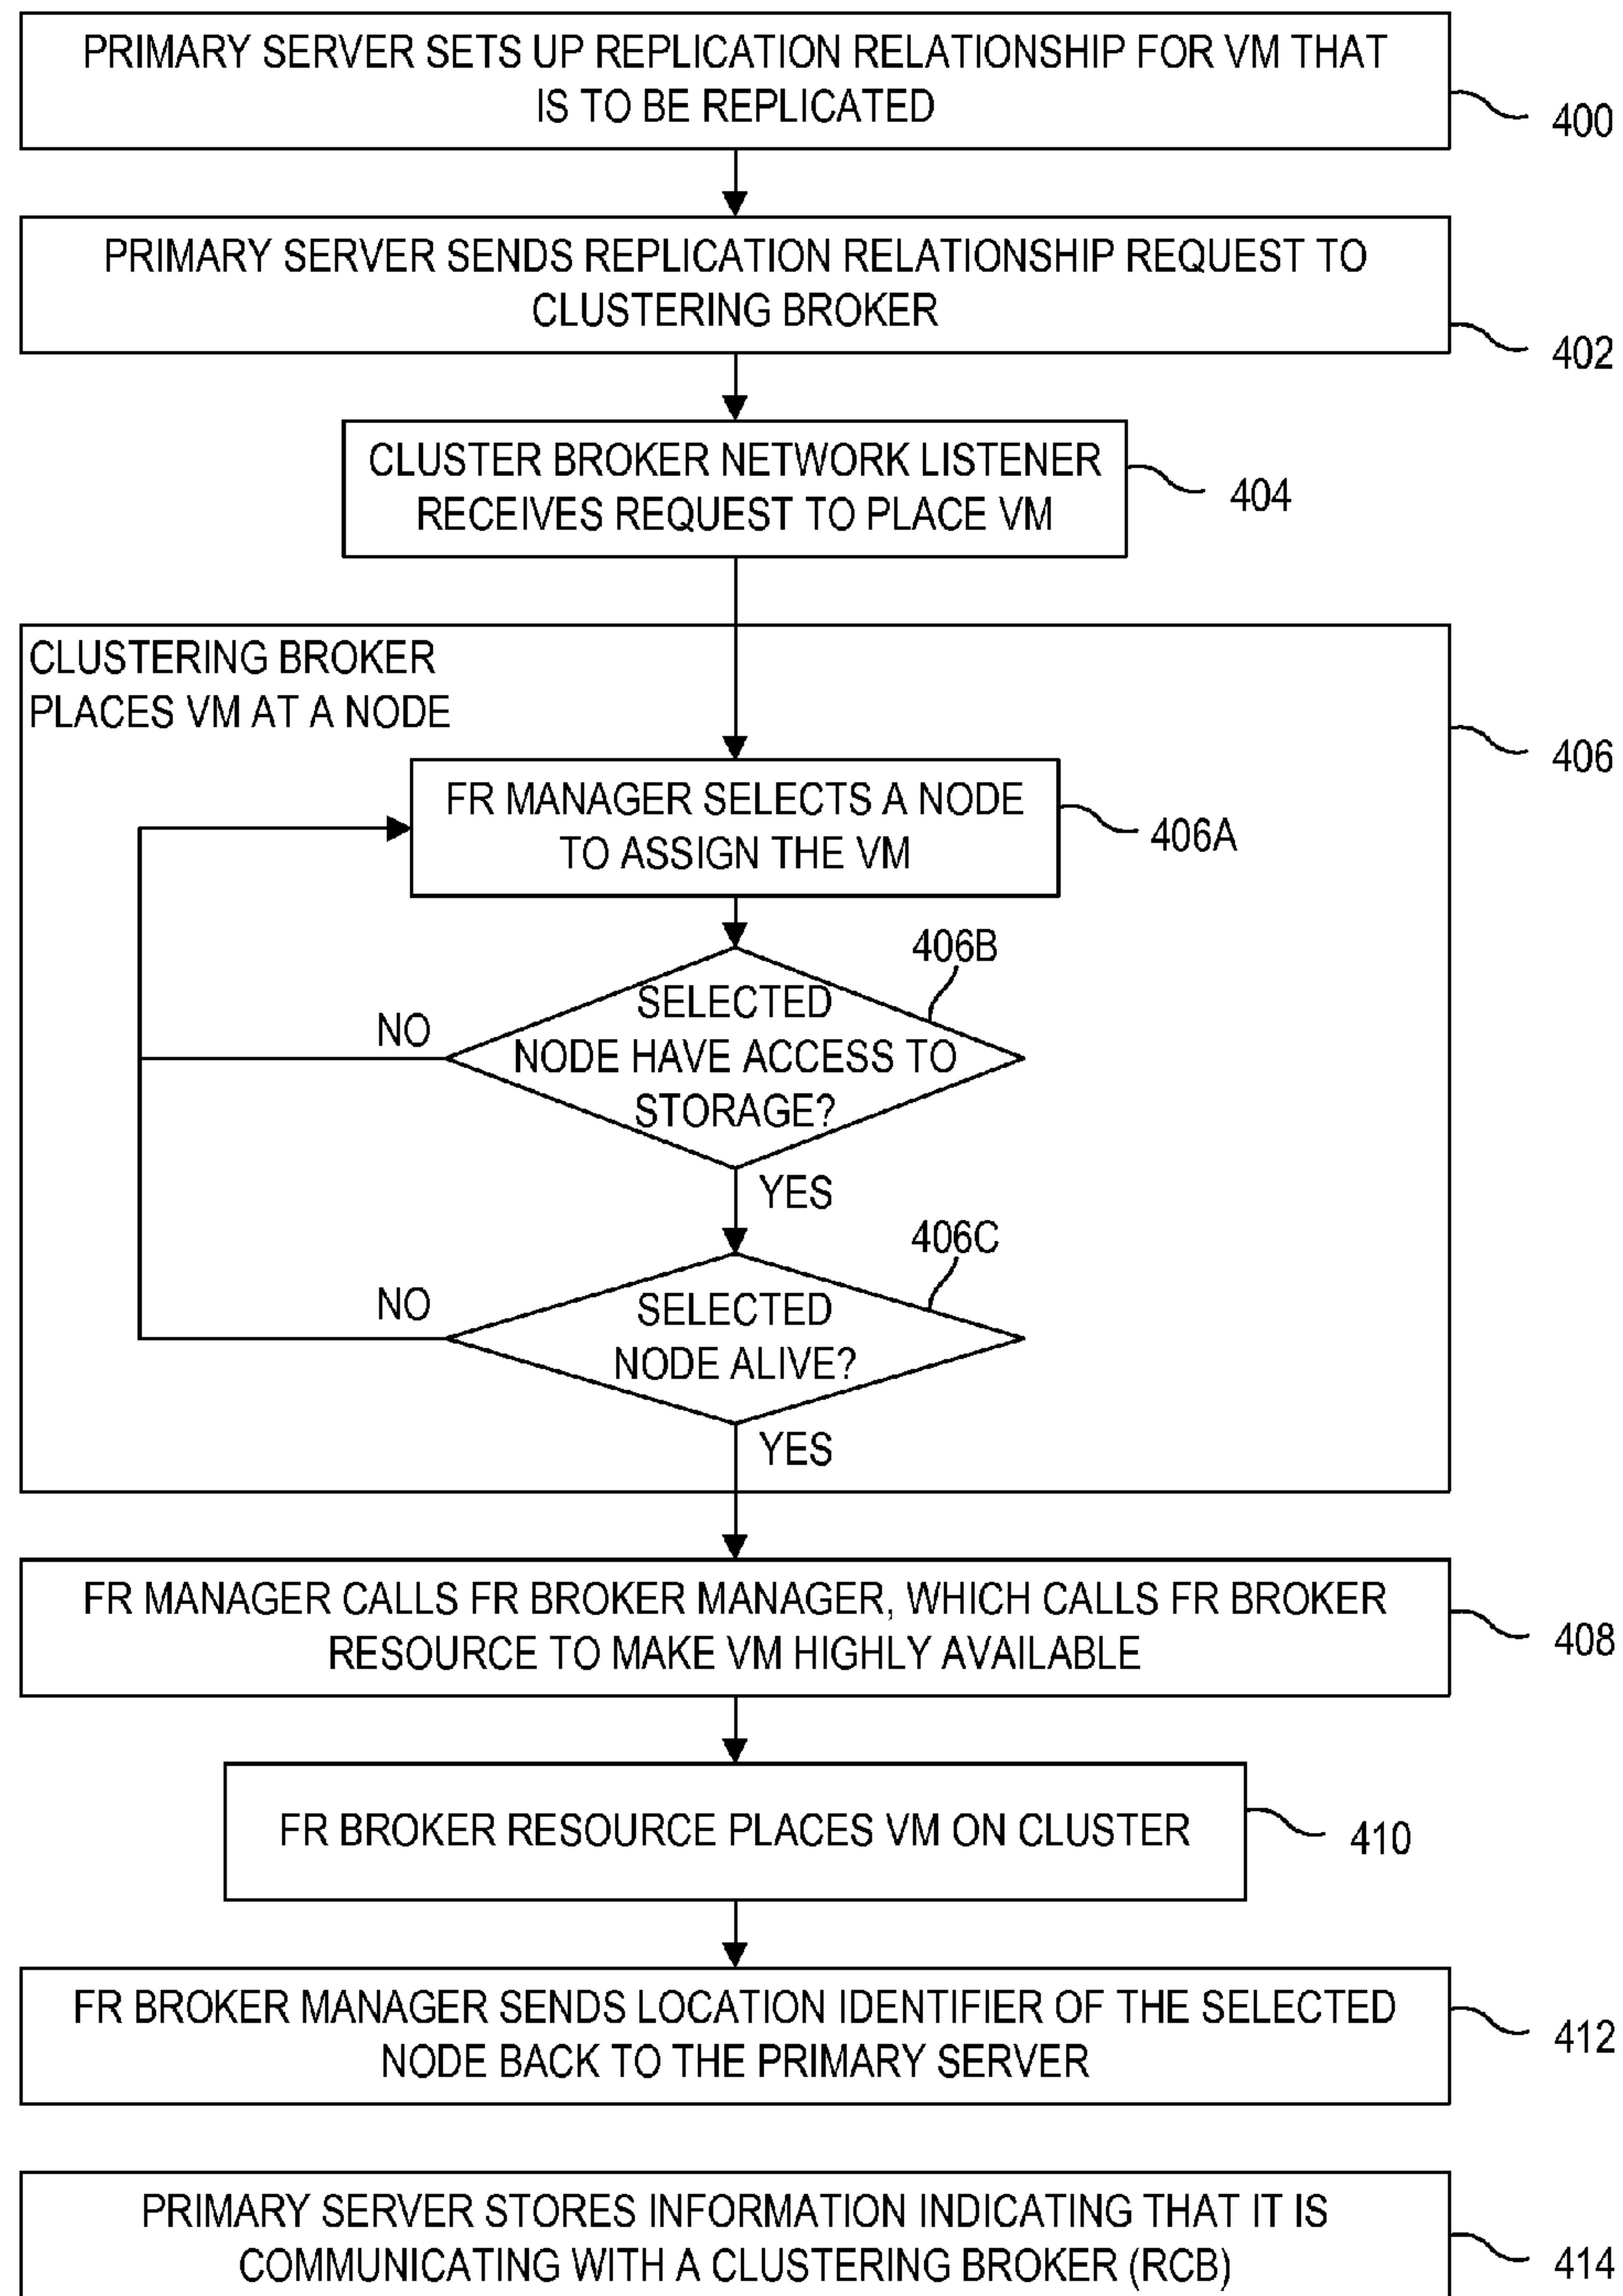 PRIMARY SERVER SETS UP REPLICATION RELATIONSHIP FOR VM THAT
IS TO BE REPLICATED
400
PRIMARY SERVER SENDS REPLICATION RELATIONSHIP REQUEST TO
CLUSTERING BROKER
402
CLUSTER BROKER NETWORK LISTENER
RECEIVES REQUEST TO PLACE VM
404
CLUSTERING BROKER
PLACES VM AT A NODE
406
FR MANAGER SELECTS A NODE
TO ASSIGN THE VM
406A
406B
SELECTED
NODE HAVE ACCESS TO
STORAGE?
NO
YES
406C
SELECTED
NODE ALIVE?
NO
YES
FR MANAGER CALLS FR BROKER MANAGER, WHICH CALLS FR BROKER
RESOURCE TO MAKE VM HIGHLY AVAILABLE
408
FR BROKER RESOURCE PLACES VM ON CLUSTER
410
FR BROKER MANAGER SENDS LOCATION IDENTIFIER OF THE SELECTED
NODE BACK TO THE PRIMARY SERVER
412
PRIMARY SERVER STORES INFORMATION INDICATING THAT IT IS
COMMUNICATING WITH A CLUSTERING BROKER (RCB)
414